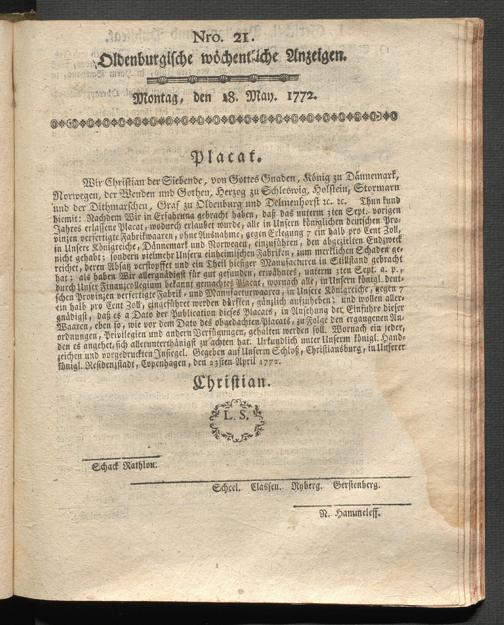 Nro. 21.
Oldenburgische wöchentliche Anzeigen.
Montag, den 18. May. 1772.
Placat.
Wir Christian der Siebende, von Gottes Gnaden, König zu Dännemark,
Norwegen, der Wenden und Gothen, Herzog zu Schleswig, Holstein, Stormarn
und der Dithmarschen, Graf zu Oldenburg und Delmenhorst ꝛc. ꝛc. Thun kund
hiemit: Nachdem Wir in Erfahrung gebracht haben, daß das unterm 3ten Sept. vorigen
Jahres erlassene Placat, wodurch erlaubet wurde, alle in Unsern königlichen deutschen Pro-
vinzen verfertigte Fabrikwaaren, ohne Ausnahme, gegen Erlegung 7 ein halb pro Cent Zoll,
in Unsere Königreiche, Dännemark und Norwegen, einzuführen, den abgezielten Endzweck
nicht gehabt; sondern vielmehr Unsern einheimischen Fabriken, zum merklichen Schaden ge-
reichet, deren Absatz verstopffet und ein Theil hiesiger Manufacturen in Stillstand gebracht
hat; als haben Wir allergnädigst für gut gefunden, erwähntes, unterm 3ten Sept. a. p.,
durch Unser Financollegium bekannt gemachtes Placat, wornach alle, in Unsern königl. deut-
schen Provinzen verfertigte Fabrik- und Manufacturwaaren, in Unsere Königreiche, gegen 7
ein halb pro Cent Zoll, eingeführet werden dürffen, gänzlich aufzuheben; und wollen aller-
gnädigst, daß es a Dato der Publication dieses Placats, in Ansehung der Einfuhre dieser
Waaren, eben so, wie vor dem Dato des obgedachten Placats, zu Folge den ergangenen An-
ordnungen, Privilegien und andern Verfügungen, gehalten werden soll. Wornach ein jeder,
den es angehet, sich allerunterthänigst zu achten hat. Urkundlich unter Unserm königl. Hand-
zeichen und vorgedruckten Insiegel. Gegeben auf Unserm Schloß, Christiansburg, in Unserer
königl. Residenzstadt, Copenhagen, den 23sten April 1772.
Christian.
L. S.
Schack Rathlou.
Scheel. Classen. Ryberg. Gerstenberg.
N. Hammeleff.